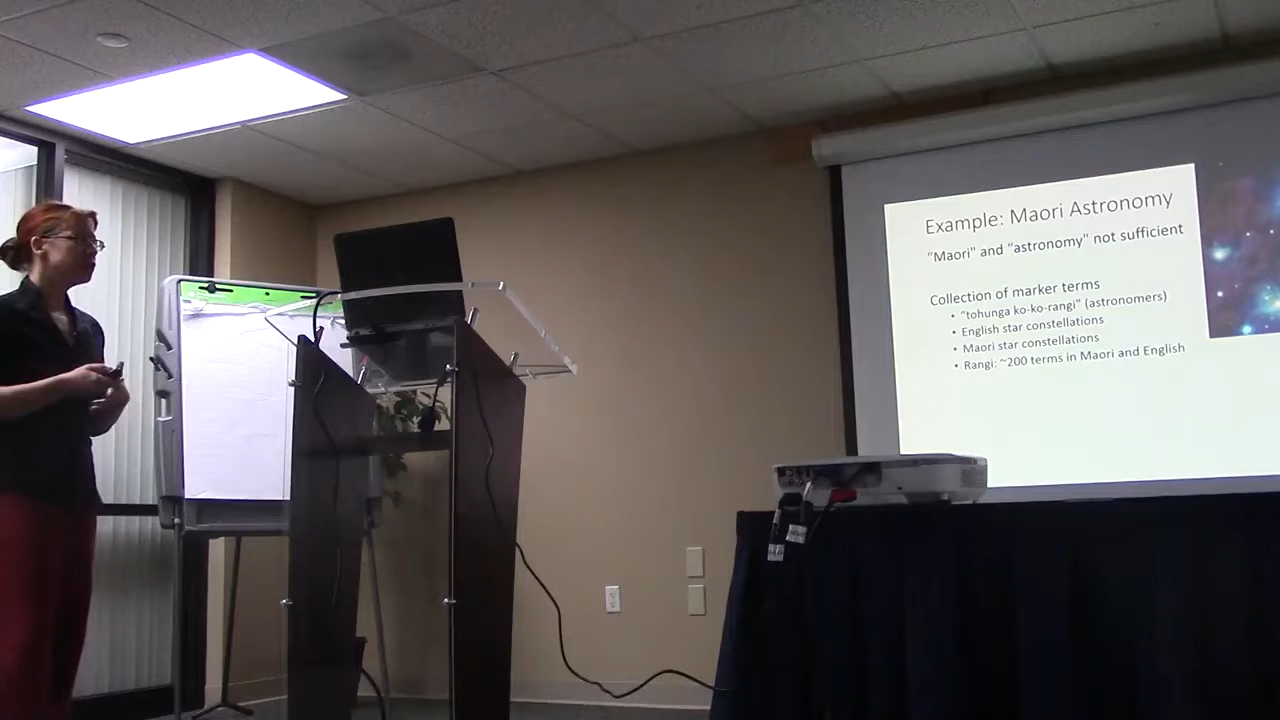 Example: Maori Astronomy
"Maori" and "astronomy" not sufficient
Collection of marker terms
• "tohunga ko-ko-rangi" (astronomers)
• English star constellations
• Maori star constellations
• Rangi: ~200 terms in Maori and English